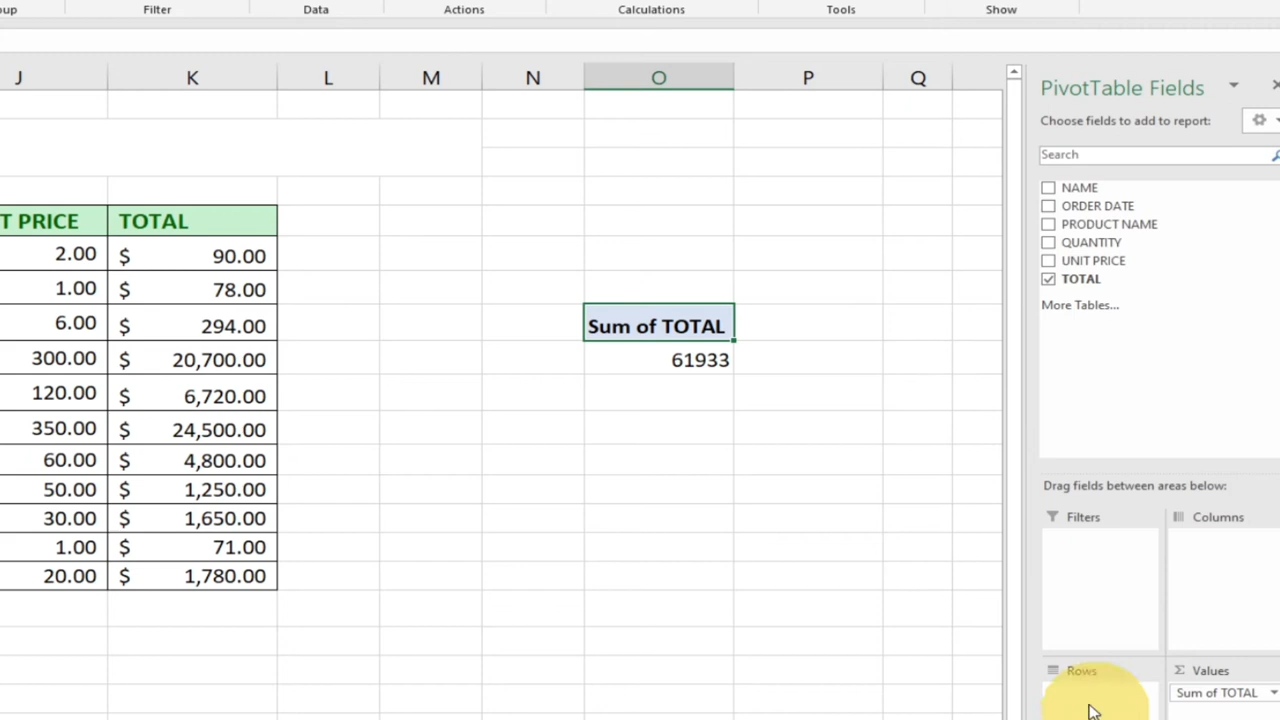 oup Filter Data Actions Calculations Tools Show
J K L M N O P Q
PivotTable Fields
Choose fields to add to report:
Search
NAME
ORDER DATE
PRODUCT NAME
QUANTITY
UNIT PRICE
TOTAL
More Tables...
T PRICE TOTAL
2.00 $ 90.00
1.00 $ 78.00
6.00 $ 294.00
300.00 $ 20,700.00
120.00 $ 6,720.00
350.00 $ 24,500.00
60.00 $ 4,800.00
50.00 $ 1,250.00
30.00 $ 1,650.00
1.00 $ 71.00
20.00 $ 1,780.00
Sum of TOTAL
61933
Drag fields between areas below:
Filters Columns
Rows Σ Values
Sum of TOTAL